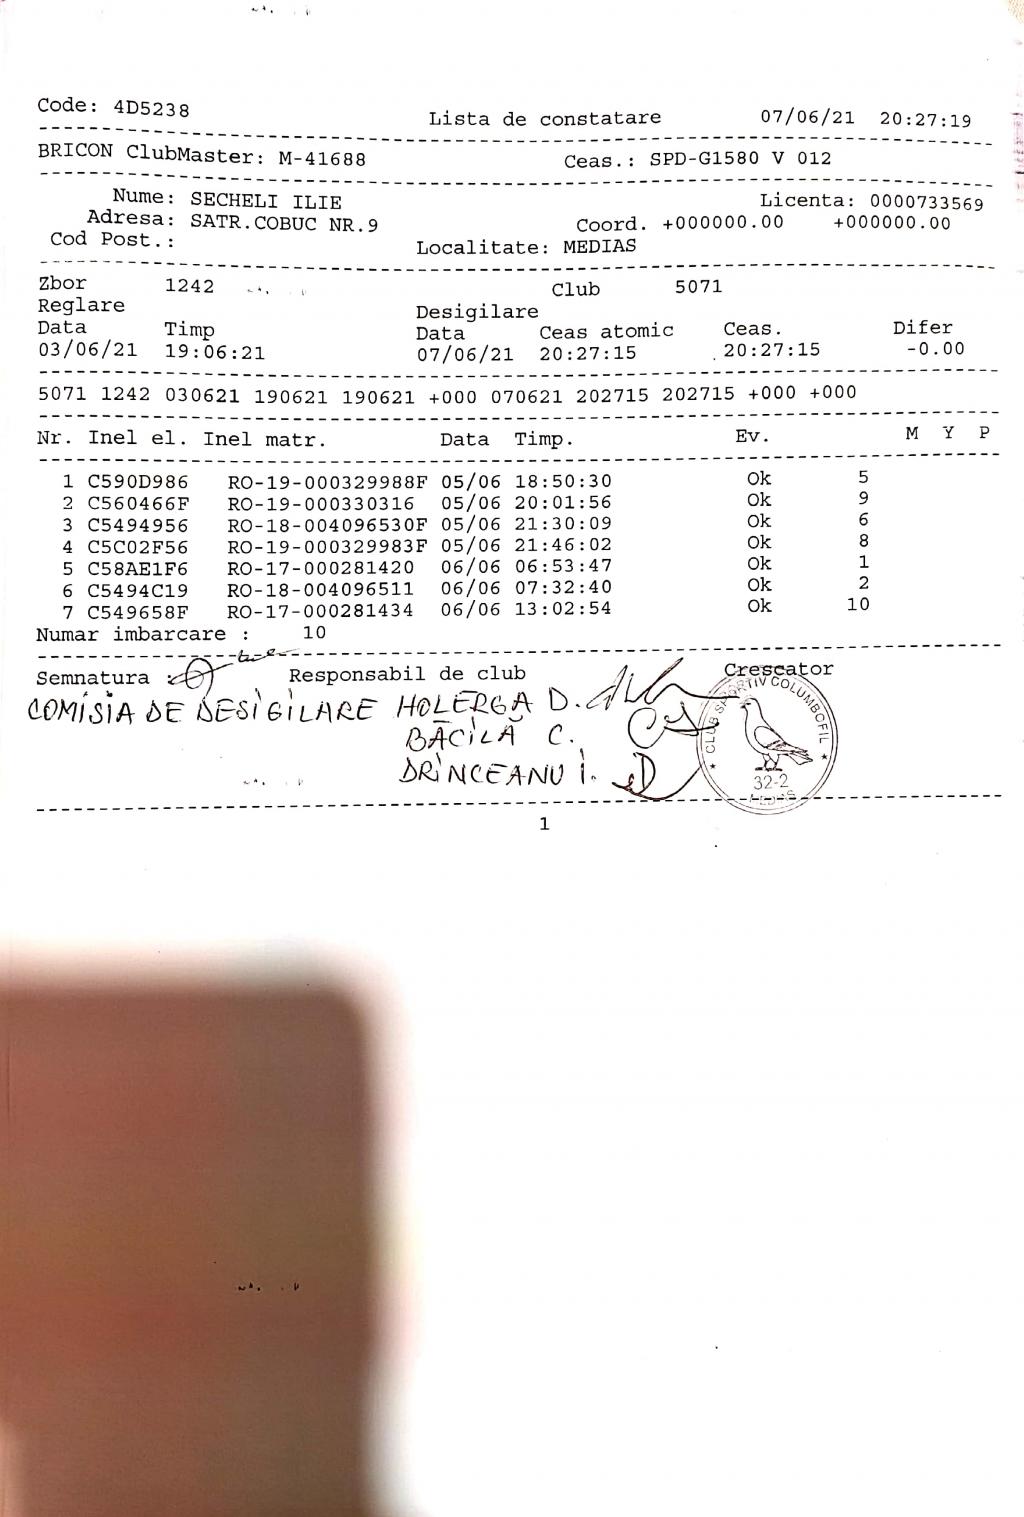 Code: 4D5238 Lista de constatare 07/06/21 20:27:19
BRICON ClubMaster: M-41688 Ceas.: SPD-G1580 V 012
Nume: SECHELI ILIE Licenta: 0000733569
Adresa: SATR.COBUC NR.9 Coord. +000000.00 +000000.00
Cod Post.: Localitate: MEDIAS
Zbor 1242 Club 5071
Reglare Desigilare
Data Timp Data Ceas atomic Ceas. Difer
03/06/21 19:06:21 07/06/21 20:27:15 20:27:15 -0.00
5071 1242 030621 190621 190621 +000 070621 202715 202715 +000 +000
Nr. Inel el. Inel matr. Data Timp. Ev. M Y P
1 C590D986 RO-19-000329988F 05/06 18:50:30 Ok 5
2 C560466F RO-19-000330316 05/06 20:01:56 Ok 9
3 C5494956 RO-18-004096530F 05/06 21:30:09 Ok 6
4 C5C02F56 RO-19-000329983F 05/06 21:46:02 Ok 8
5 C58AE1F6 RO-17-000281420 06/06 06:53:47 Ok 1
6 C5494C19 RO-18-004096511 06/06 07:32:40 Ok 2
7 C549658F RO-17-000281434 06/06 13:02:54 Ok 10
Numar imbarcare : 10
Semnatura : Responsabil de club Crescator
COMISIA DE DESIGILARE HOLERGA D.
BĂCILĂ C.
DRINCEANU I.
CLUB SPORTIV COLUMBOFIL
32-2
MEDIAS
1